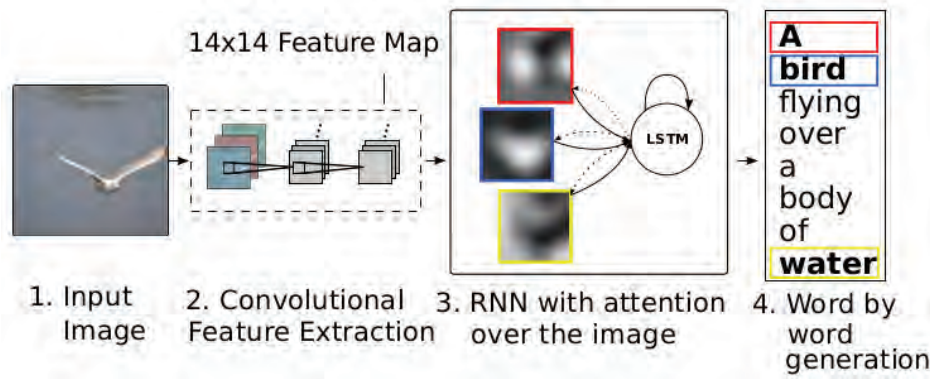 14x14 Feature Map
LSTM
A
bird
flying
over
a
body
of
water
1. Input
Image
2. Convolutional
Feature Extraction
3. RNN with attention
over the image
4. Word by
word
generation